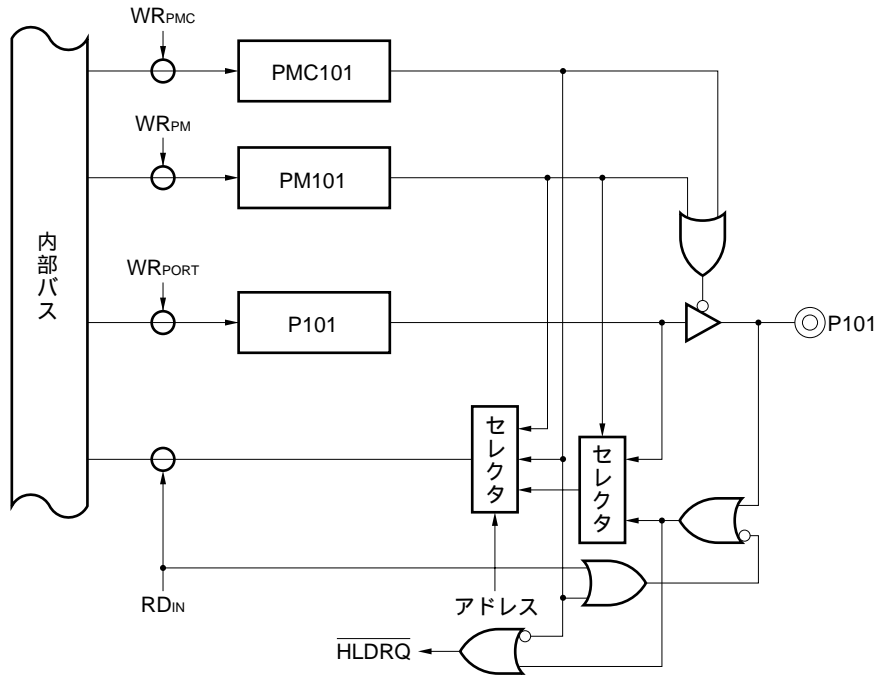 WRPMC
PMC101
WRPM
PM101
内部バス
WRPORT
P101
P101
セレクタ
セレクタ
RDIN
アドレス
HLDRQ